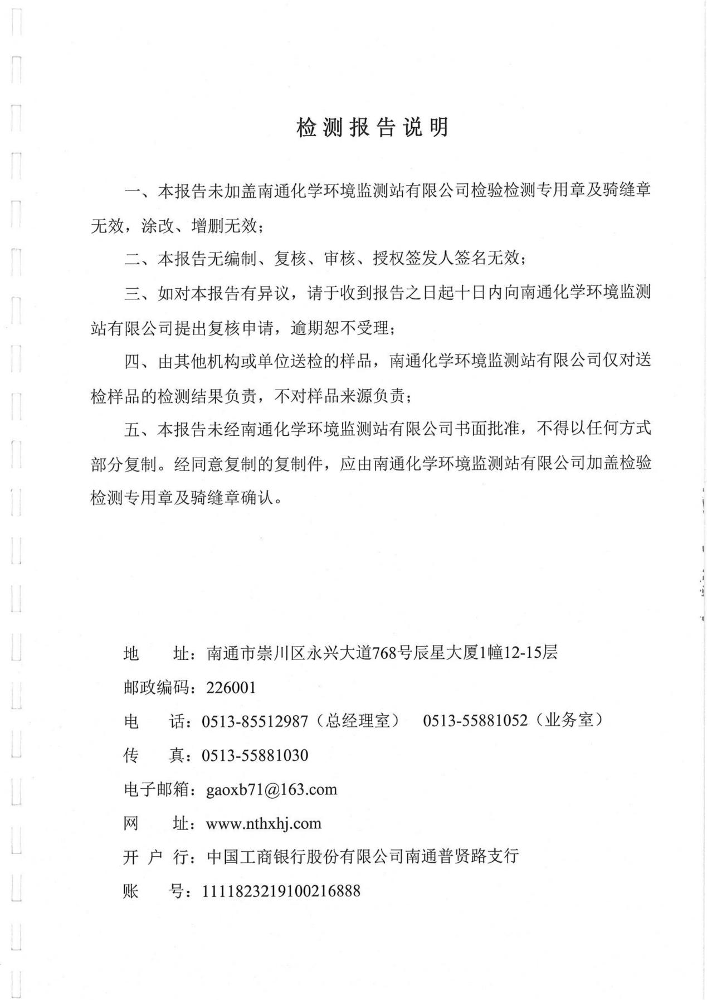 检测报告说明
一、本报告未加盖南通化学环境监测站有限公司检验检测专用章及骑缝章
无效，涂改、增删无效；
二、本报告无编制、复核、审核、授权签发人签名无效；
三、如对本报告有异议，请于收到报告之日起十日内向南通化学环境监测
站有限公司提出复核申请，逾期恕不受理；
四、由其他机构或单位送检的样品，南通化学环境监测站有限公司仅对送
检样品的检测结果负责，不对样品来源负责；
五、本报告未经南通化学环境监测站有限公司书面批准，不得以任何方式
部分复制。经同意复制的复制件，应由南通化学环境监测站有限公司加盖检验
检测专用章及骑缝章确认。
地 址：南通市崇川区永兴大道768号辰星大厦1幢12-15层
邮政编码：226001
电 话：0513-85512987（总经理室） 0513-55881052（业务室）
传 真：0513-55881030
电子邮箱：gaoxb71@163.com
网 址：www.nthxhj.com
开 户 行：中国工商银行股份有限公司南通普贤路支行
账 号：1111823219100216888